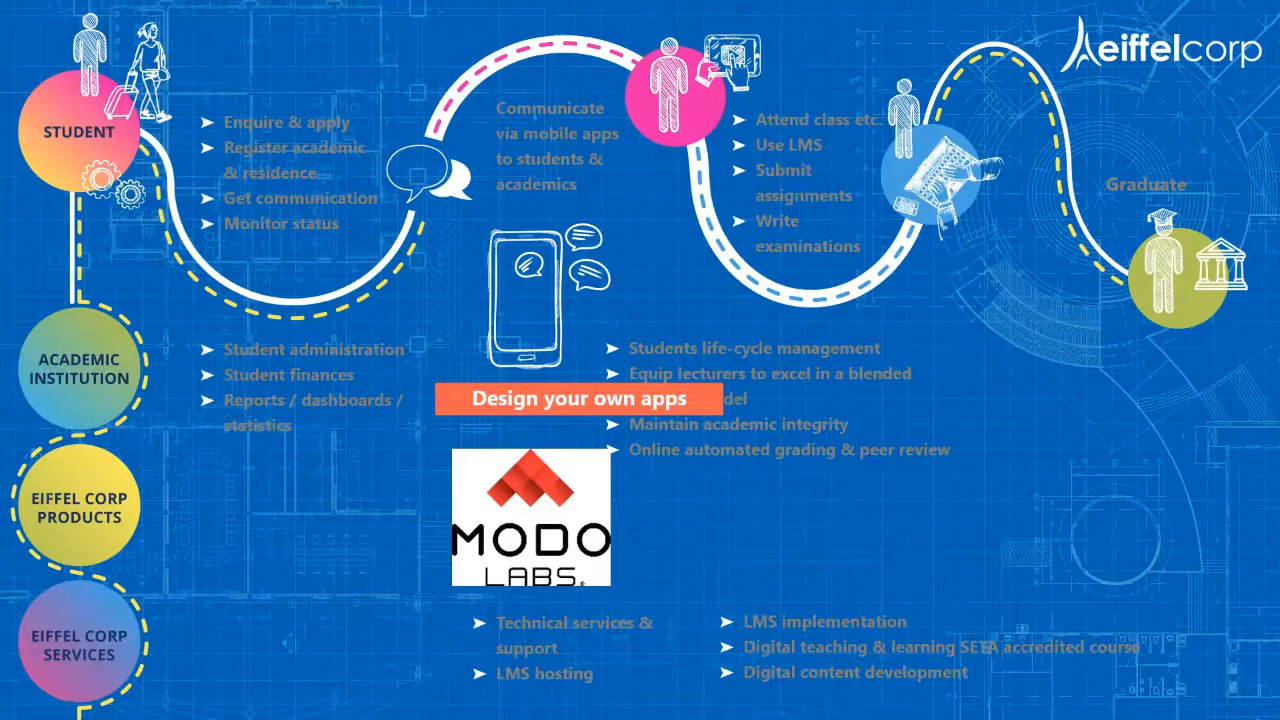 eiffelcorp
STUDENT
➤ Enquire & apply
➤ Register academic
& residence
➤ Get communication
➤ Monitor status
Communicate
via mobile apps
to students &
academics
➤ Attend class etc.
➤ Use LMS
➤ Submit
assignments
➤ Write
examinations
Graduate
ACADEMIC
INSTITUTION
➤ Student administration
➤ Student finances
➤ Reports / dashboards /
statistics
➤ Students life-cycle management
➤ Equip lecturers to excel in a blended
Design your own apps
➤ Maintain academic integrity
➤ Online automated grading & peer review
EIFFEL CORP
PRODUCTS
MODO
LABS
EIFFEL CORP
SERVICES
➤ Technical services &
support
➤ LMS hosting
➤ LMS implementation
➤ Digital teaching & learning SETA accredited course
➤ Digital content development